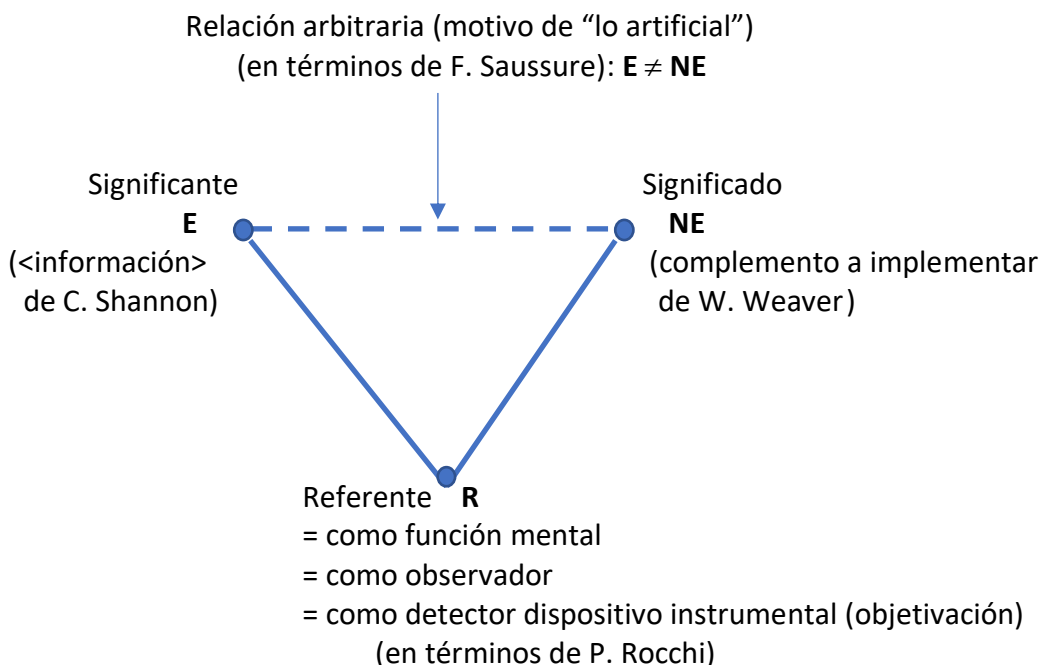 Relación arbitraria (motivo de “lo artificial”)
(en términos de F. Saussure): E ≠ NE
Significante
E
(<información>
de C. Shannon)
Significado
NE
(complemento a implementar
de W. Weaver)
Referente R
= como función mental
= como observador
= como detector dispositivo instrumental (objetivación)
(en términos de P. Rocchi)